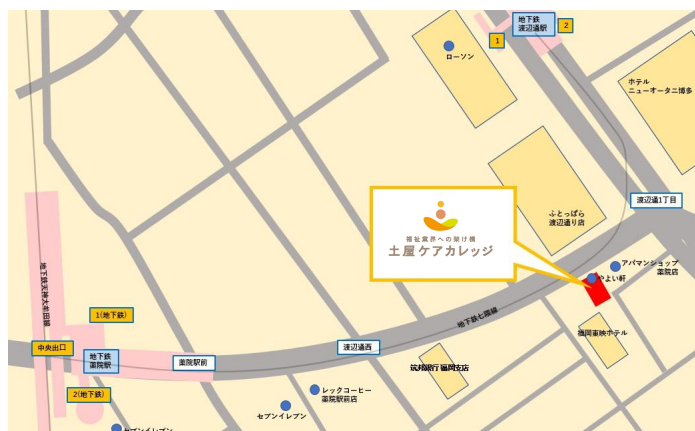 地下鉄
渡辺通駅
2
1
ローソン
ホテル
ニューオータニ博多
渡辺通1丁目
ふとっぱら
渡辺通り店
福祉業界への架け橋
土屋ケアカレッジ
アパマンショップ
薬院店
やよい軒
地下鉄天神大牟田線
1(地下鉄)
地下鉄七隈線
福岡東映ホテル
中央出口
地下鉄
薬院駅
薬院駅前
渡辺通西
筑邦銀行 福岡支店
2(地下鉄)
レックコーヒー
薬院駅前店
セブンイレブン
セブンイレブン